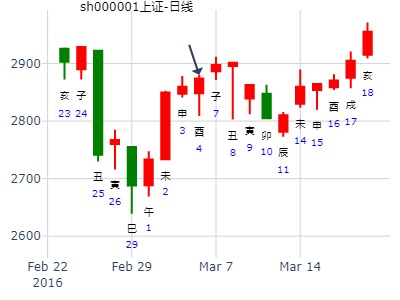 sh000001上证-日线
2900
2800
2700
2600
亥
23
子
24
丑
25
寅
26
巳
29
午
1
未
2
申
3
酉
4
子
7
丑
8
寅
9
卯
10
辰
11
未
14
申
15
酉
16
戌
17
亥
18
Feb 22
2016
Feb 29
Mar 7
Mar 14